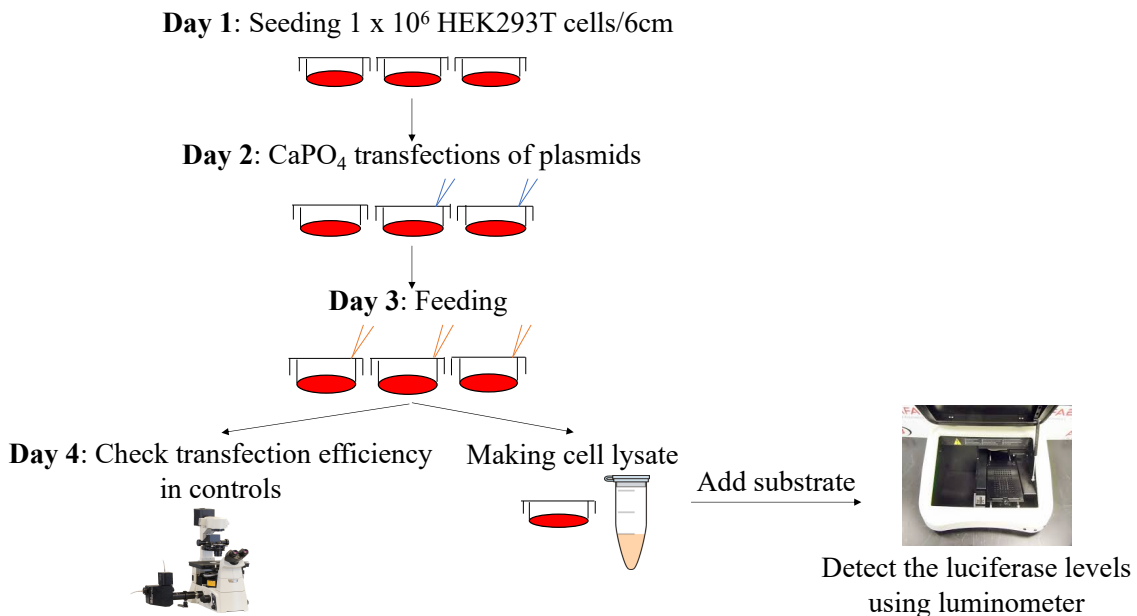 Day 1: Seeding 1 x 10⁶ HEK293T cells/6cm
Day 2: CaPO₄ transfections of plasmids
Day 3: Feeding
Day 4: Check transfection efficiency
in controls
Making cell lysate
Add substrate
Detect the luciferase levels
using luminometer